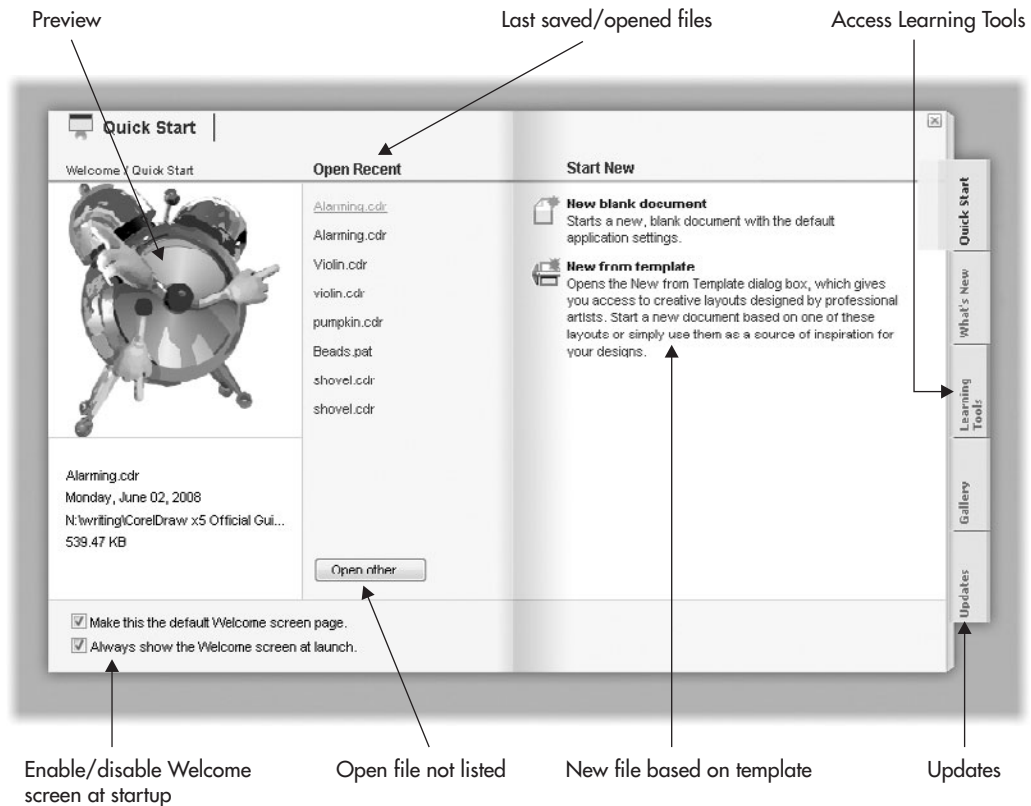 Preview
Last saved/opened files
Access Learning Tools
Quick Start
Welcome / Quick Start
Open Recent
Start New
Alarming.cdr
Alarming.cdr
Violin.cdr
violin.cdr
pumpkin.cdr
Beads.pat
shovel.cdr
shovel.cdr
New blank document
Starts a new, blank document with the default
application settings.
New from template
Opens the New from Template dialog box, which gives
you access to creative layouts designed by professional
artists. Start a new document based on one of these
layouts or simply use them as a source of inspiration for
your designs.
Quick Start
What's New
Learning
Tools
Gallery
Updates
Alarming.cdr
Monday, June 02, 2008
N:\writing\CorelDraw x5 Official Gui...
539.47 KB
Open other...
Make this the default Welcome screen page.
Always show the Welcome screen at launch.
Enable/disable Welcome
screen at startup
Open file not listed
New file based on template
Updates